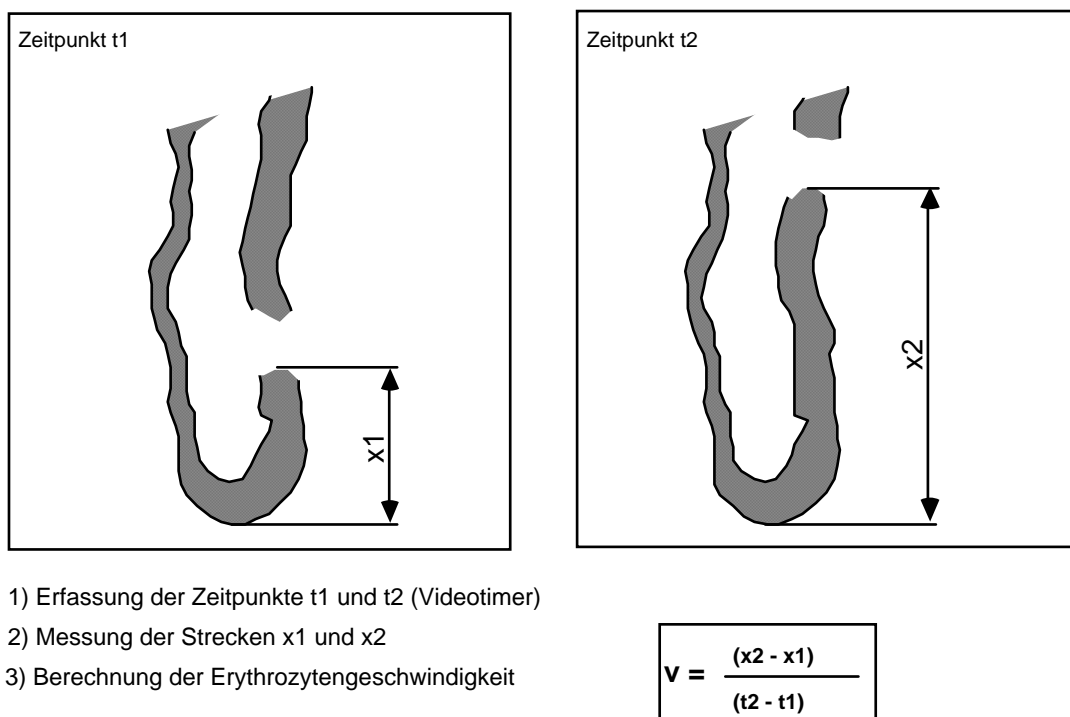 Zeitpunkt t1
Zeitpunkt t2
x1
x2
1) Erfassung der Zeitpunkte t1 und t2 (Videotimer)
2) Messung der Strecken x1 und x2
3) Berechnung der Erythrozytengeschwindigkeit
v = (x2 - x1)
(t2 - t1)